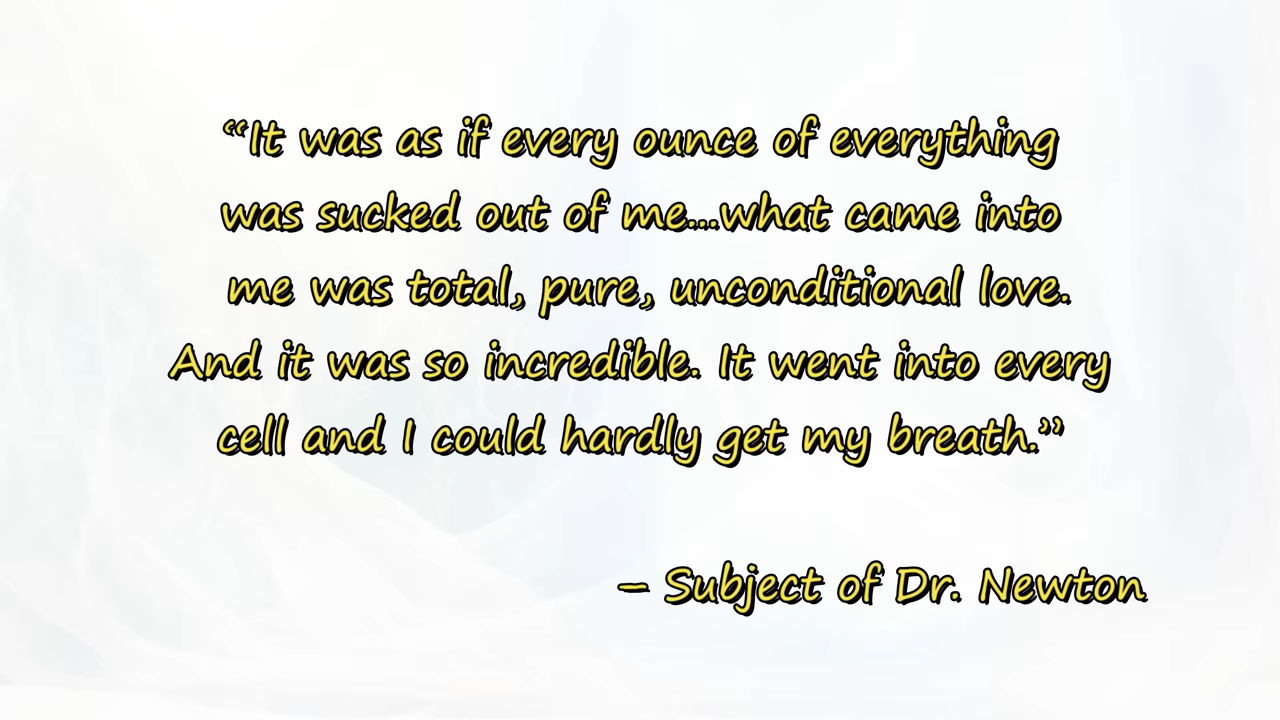 “It was as if every ounce of everything
was sucked out of me...what came into
me was total, pure, unconditional love.
And it was so incredible. It went into every
cell and I could hardly get my breath.”
– Subject of Dr. Newton